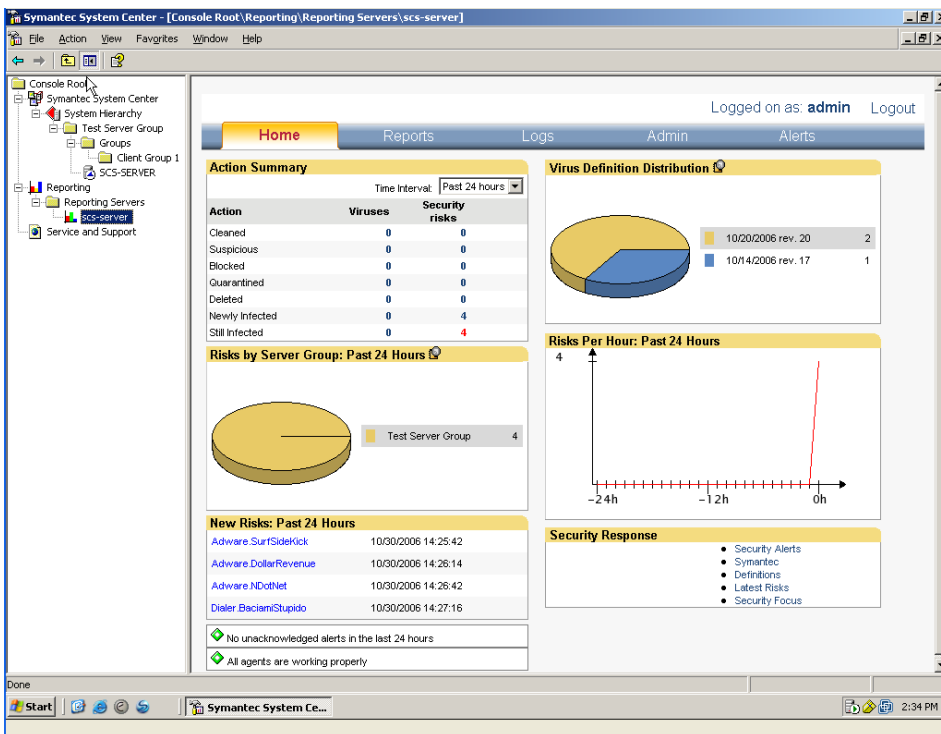 Symantec System Center - [Console Root\Reporting\Reporting Servers\scs-server]
File Action View Favorites Window Help
Console Root
Symantec System Center
System Hierarchy
Test Server Group
Groups
Client Group 1
SCS-SERVER
Reporting
Reporting Servers
scs-server
Service and Support
Logged on as: admin Logout
Home Reports Logs Admin Alerts
Action Summary
Time Interval: Past 24 hours
Action Viruses Security risks
Cleaned 0 0
Suspicious 0 0
Blocked 0 0
Quarantined 0 0
Deleted 0 0
Newly Infected 0 4
Still Infected 0 4
Virus Definition Distribution
10/20/2006 rev. 20 2
10/14/2006 rev. 17 1
Risks by Server Group: Past 24 Hours
Test Server Group 4
Risks Per Hour: Past 24 Hours
4
-24h -12h 0h
New Risks: Past 24 Hours
Adware.SurfSideKick 10/30/2006 14:25:42
Adware.DollarRevenue 10/30/2006 14:26:14
Adware.NDotNet 10/30/2006 14:26:42
Dialer.BaciamiStupido 10/30/2006 14:27:16
No unacknowledged alerts in the last 24 hours
All agents are working properly
Security Response
Security Alerts
Symantec
Definitions
Latest Risks
Security Focus
Done
Start Symantec System Ce... 2:34 PM